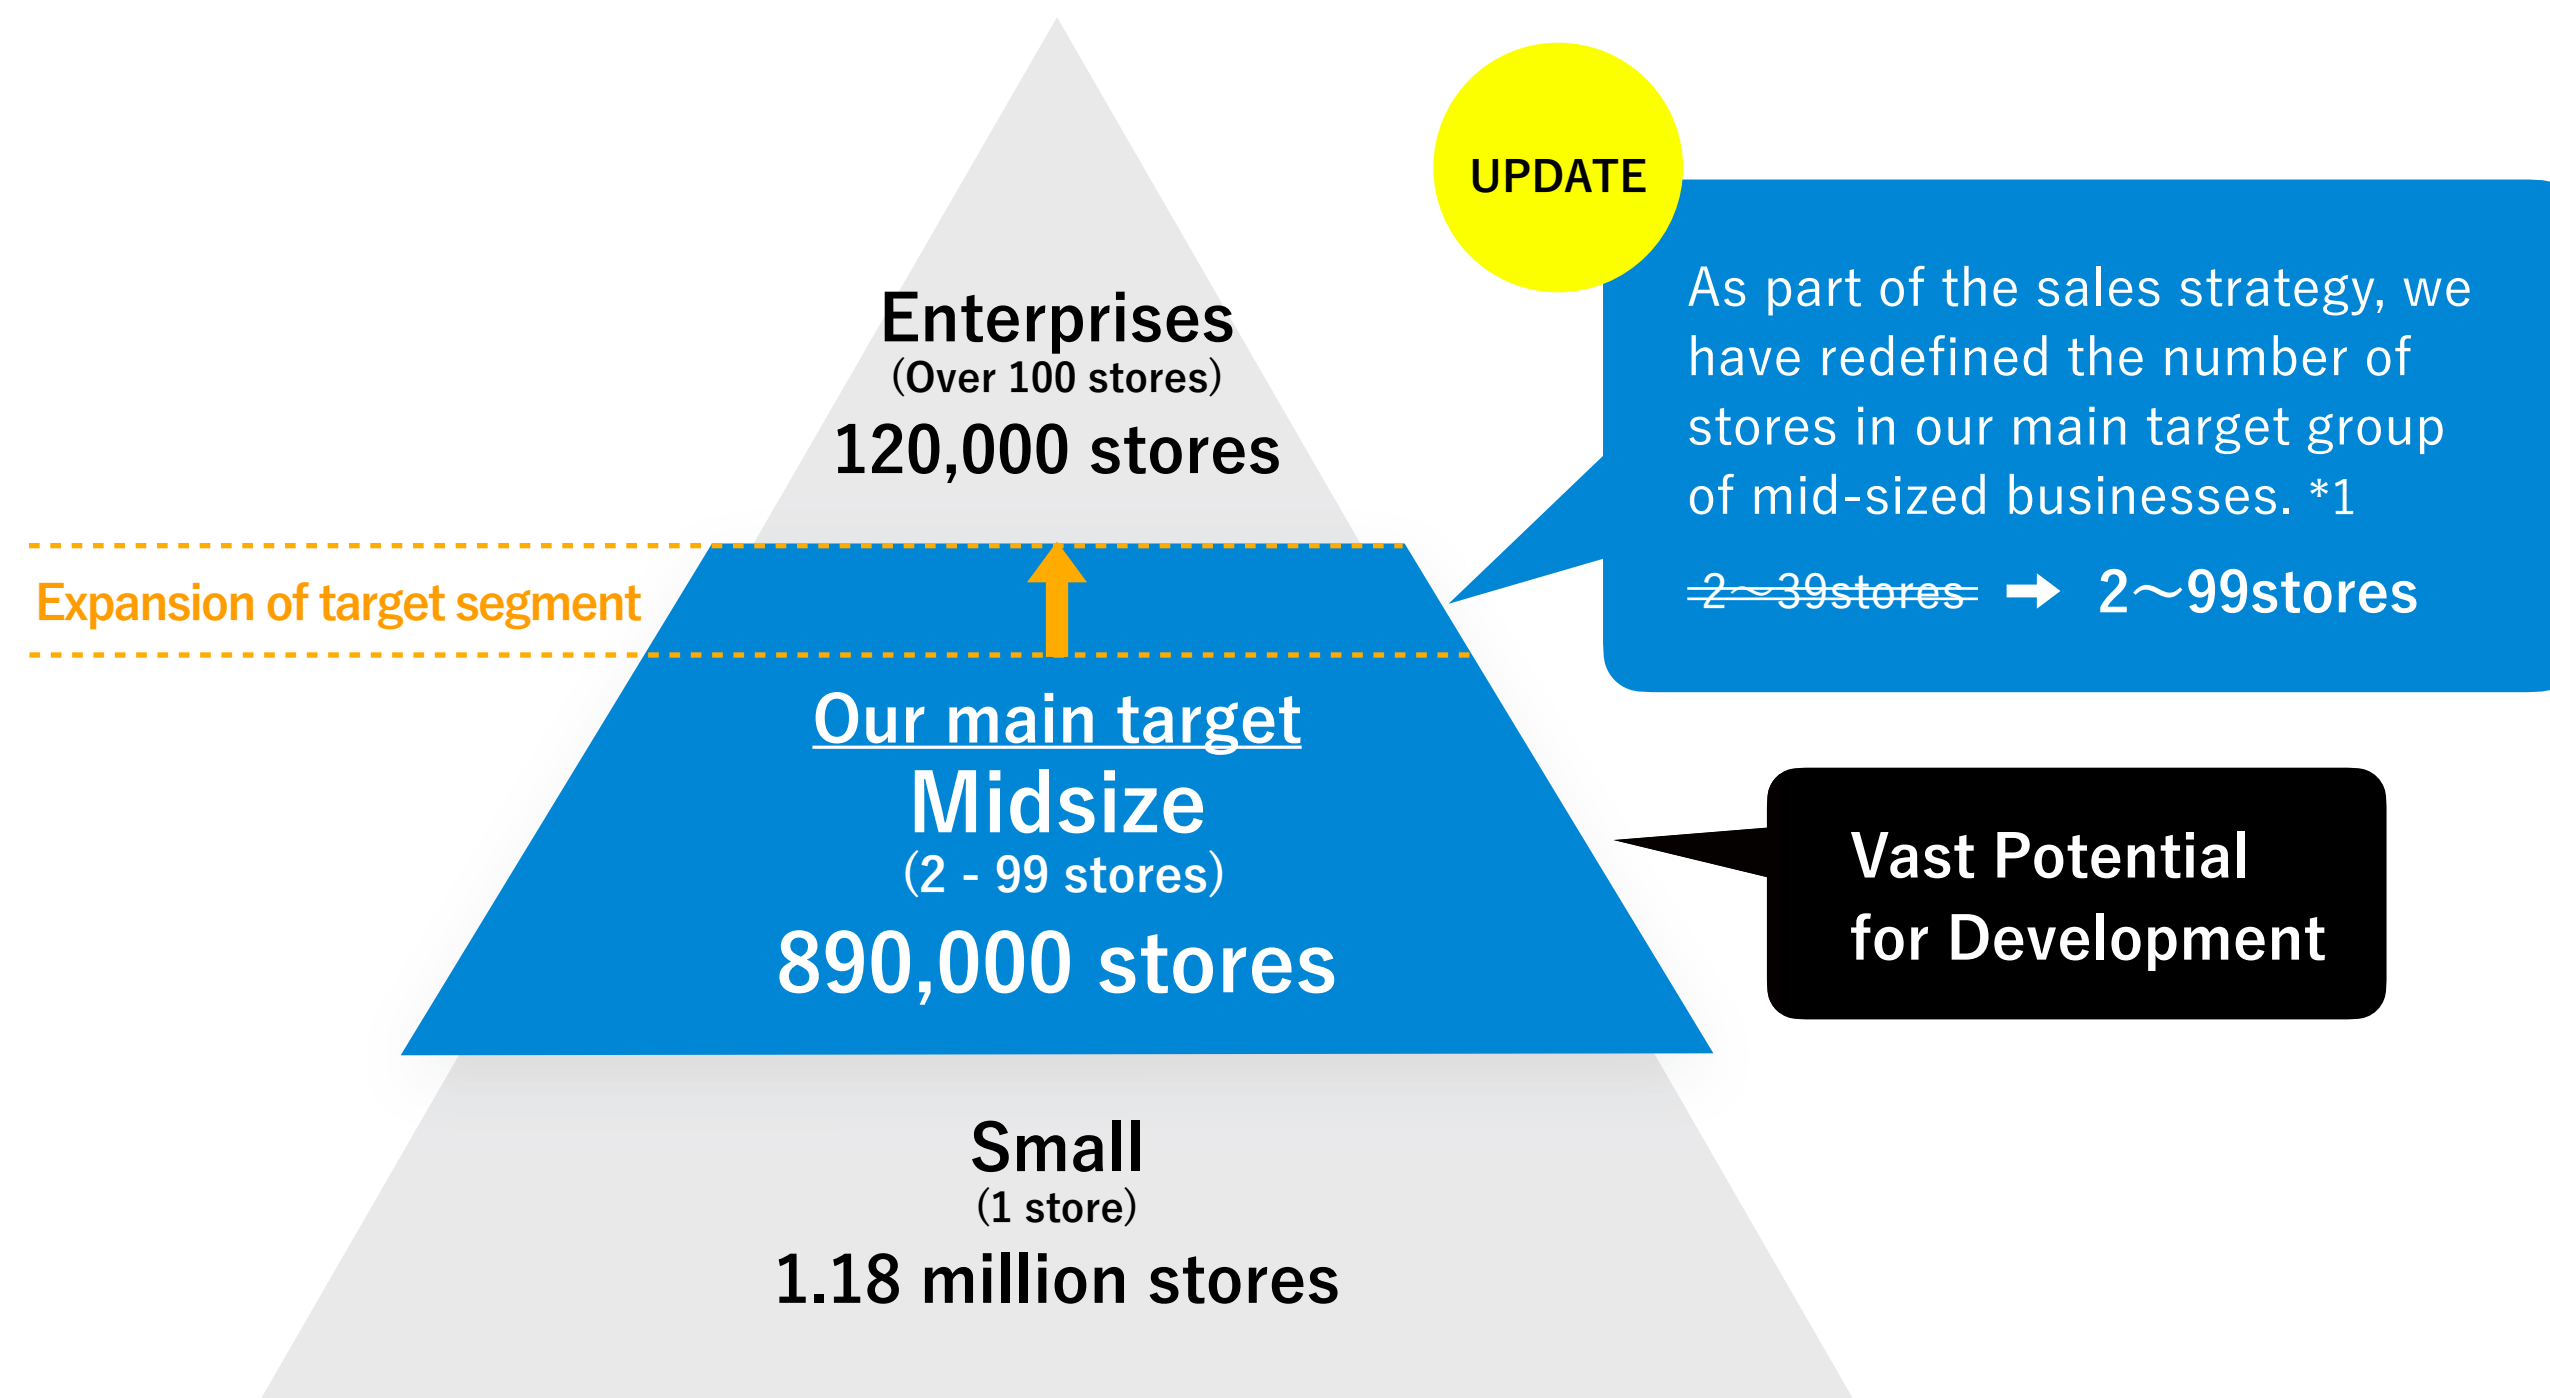 UPDATE
Enterprises
(Over 100 stores)
120,000 stores
As part of the sales strategy, we
have redefined the number of
stores in our main target group
of mid-sized businesses. *1
2～39stores ➡ 2～99stores
Expansion of target segment
Our main target
Midsize
(2 - 99 stores)
890,000 stores
Vast Potential
for Development
Small
(1 store)
1.18 million stores